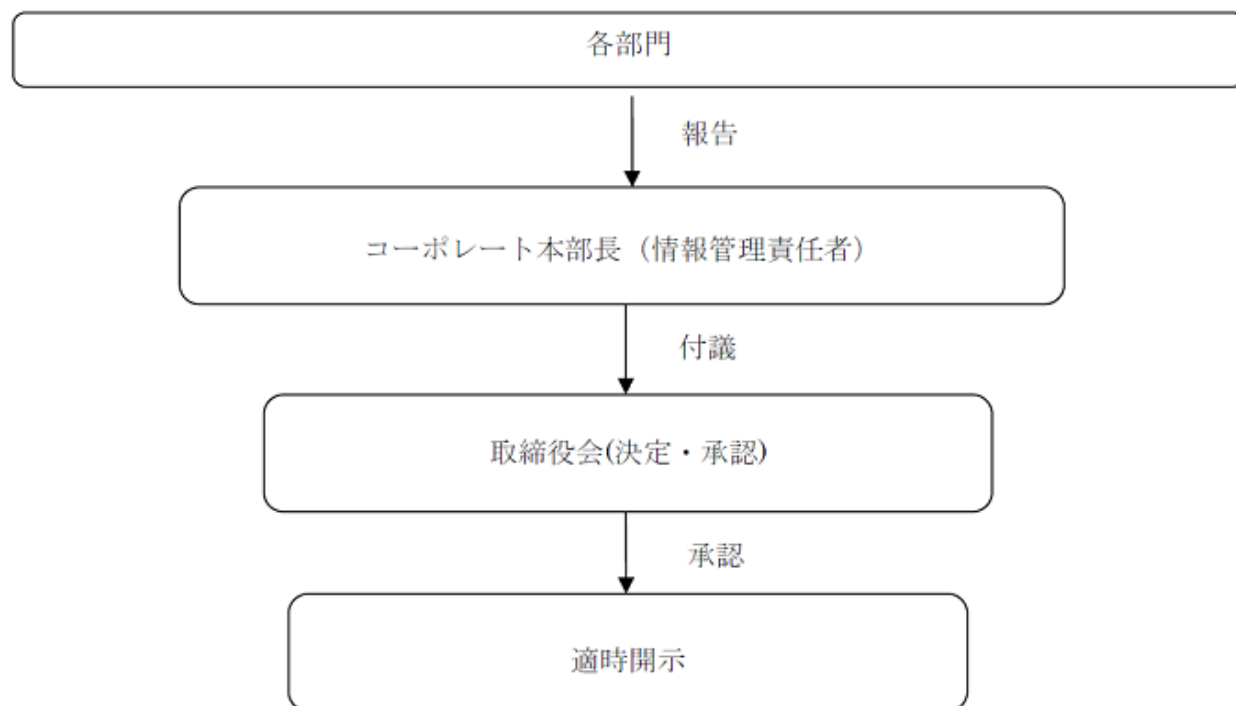 各部門
報告
コーポレート本部長（情報管理責任者）
付議
取締役会(決定・承認)
承認
適時開示